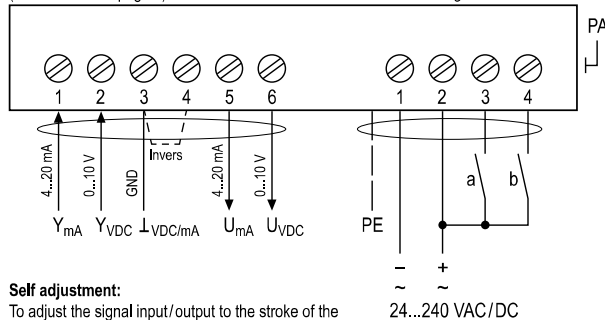 PA
1 2 3 4 5 6 1 2 3 4
Invers
4...20 mA
0...10 V
GND
4...20 mA
0...10 V
a b
YmA YVDC ⊥VDC/mA UmA UVDC PE
– +
~ ~
Self adjustment:
To adjust the signal input/output to the stroke of the
24...240 VAC/DC